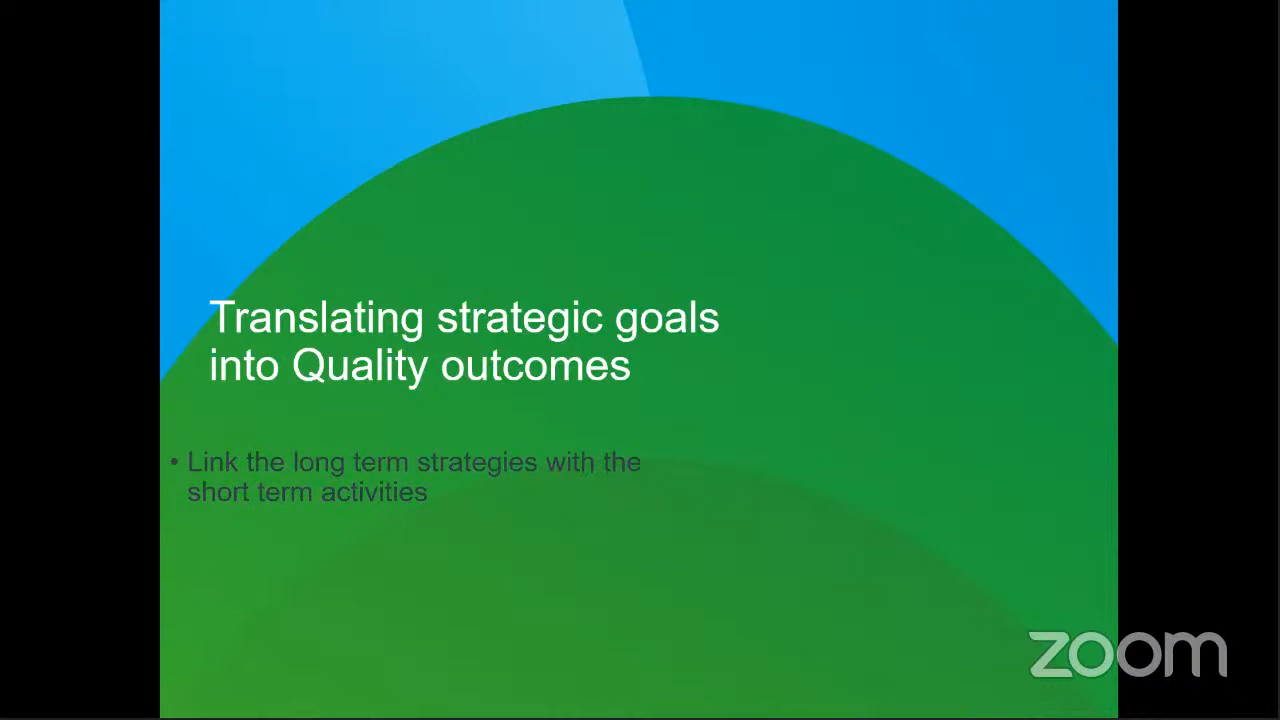 Translating strategic goals
into Quality outcomes
• Link the long term strategies with the
short term activities
zoom